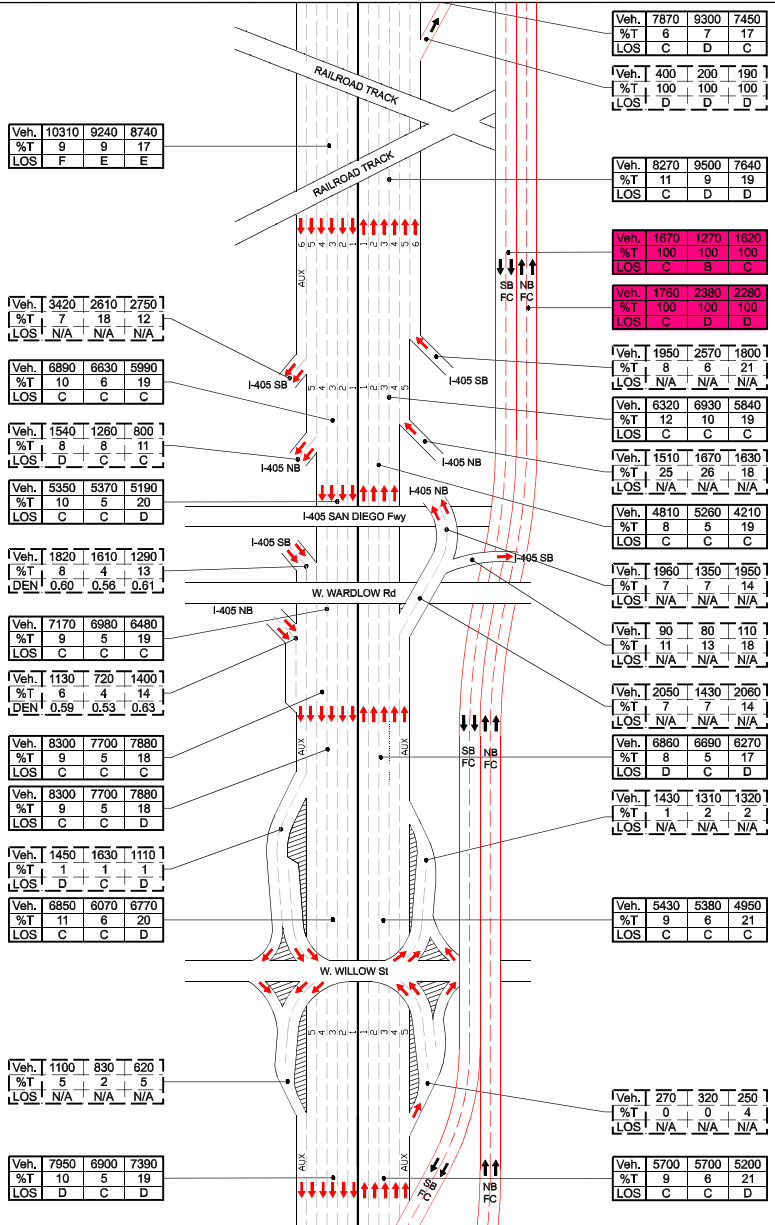 Veh. 7870 9300 7450
%T 6 7 17
LOS C D C
Veh. 400 200 190
%T 100 100 100
LOS D D D
RAILROAD TRACK
Veh. 10310 9240 8740
%T 9 9 17
LOS F E E
RAILROAD TRACK
Veh. 8270 9500 7640
%T 11 9 19
LOS C D D
6 5 4 3 2 1 1 2 3 4 5 6
AUX
Veh. 1670 1270 1620
%T 100 100 100
LOS C B C
SB FC
NB FC
Veh. 1760 2380 2280
%T 100 100 100
LOS C D D
Veh. 3420 2610 2750
%T 7 18 12
LOS N/A N/A N/A
Veh. 1950 2570 1800
%T 8 6 21
LOS N/A N/A N/A
I-405 SB
I-405 SB
5 4 3 2 1 1 2 3 4 5
Veh. 6890 6630 5990
%T 10 6 19
LOS C C C
Veh. 6320 6930 5840
%T 12 10 19
LOS C C C
Veh. 1540 1260 800
%T 8 8 11
LOS D C C
I-405 NB
I-405 NB
Veh. 1510 1670 1630
%T 25 26 18
LOS N/A N/A N/A
Veh. 5350 5370 5190
%T 10 5 20
LOS C C D
I-405 NB
I-405 SAN DIEGO Fwy
Veh. 4810 5260 4210
%T 8 5 19
LOS C C C
I-405 SB
I-405 SB
Veh. 1820 1610 1290
%T 8 4 13
DEN 0.60 0.56 0.61
Veh. 1960 1350 1950
%T 7 7 14
LOS N/A N/A N/A
W. WARDLOW Rd
I-405 NB
Veh. 7170 6980 6480
%T 9 5 19
LOS C C C
Veh. 90 80 110
%T 11 13 18
LOS N/A N/A N/A
Veh. 1130 720 1400
%T 6 4 14
DEN 0.59 0.53 0.63
Veh. 2050 1430 2060
%T 7 7 14
LOS N/A N/A N/A
Veh. 8300 7700 7880
%T 9 5 18
LOS C C C
AUX
AUX
SB FC
NB FC
Veh. 6860 6690 6270
%T 8 5 17
LOS D C D
Veh. 8300 7700 7880
%T 9 5 18
LOS C C D
Veh. 1430 1310 1320
%T 1 2 2
LOS N/A N/A N/A
Veh. 1450 1630 1110
%T 1 1 1
LOS D C D
Veh. 6850 6070 6770
%T 11 6 20
LOS C C D
Veh. 5430 5380 4950
%T 9 6 21
LOS C C C
W. WILLOW St
5 4 3 2 1 1 2 3 4 5
Veh. 1100 830 620
%T 5 2 5
LOS N/A N/A N/A
Veh. 270 320 250
%T 0 0 4
LOS N/A N/A N/A
AUX
AUX
Veh. 7950 6900 7390
%T 10 5 19
LOS D C D
SB FC
NB FC
Veh. 5700 5700 5200
%T 9 6 21
LOS C C D